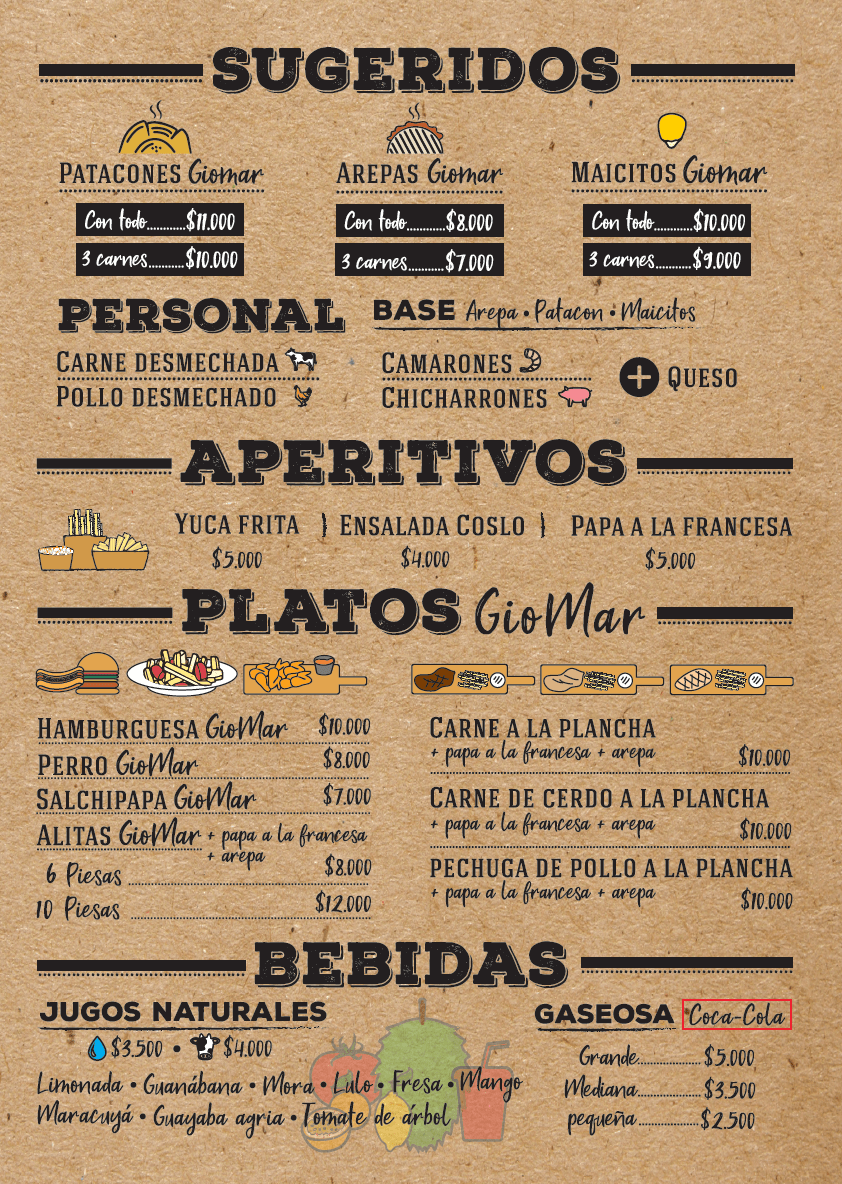 SUGERIDOS
PATACONES Giomar
Con todo...........$11.000
3 carnes..........$10.000
AREPAS Giomar
Con todo...........$8.000
3 carnes...........$7.000
MAICITOS Giomar
Con todo...........$10.000
3 carnes...........$9.000
PERSONAL
BASE Arepa • Patacon • Maicitos
CARNE DESMECHADA
POLLO DESMECHADO
CAMARONES
CHICHARRONES
+ QUESO
APERITIVOS
YUCA FRITA | ENSALADA COSLO | PAPA A LA FRANCESA
$5.000 $4.000 $5.000
PLATOS GioMar
HAMBURGUESA GioMar $10.000
PERRO GioMar $8.000
SALCHIPAPA GioMar $7.000
ALITAS GioMar + papa a la francesa
+ arepa
6 Piesas $8.000
10 Piesas $12.000
CARNE A LA PLANCHA
+ papa a la francesa + arepa $10.000
CARNE DE CERDO A LA PLANCHA
+ papa a la francesa + arepa $10.000
PECHUGA DE POLLO A LA PLANCHA
+ papa a la francesa + arepa $10.000
BEBIDAS
JUGOS NATURALES
$3.500 • $4.000
Limonada • Guanábana • Mora • Lulo • Fresa • Mango
Maracuyá • Guayaba agria • Tomate de árbol
GASEOSA Coca-Cola
Grande....................$5.000
Mediana...................$3.500
pequeña..................$2.500